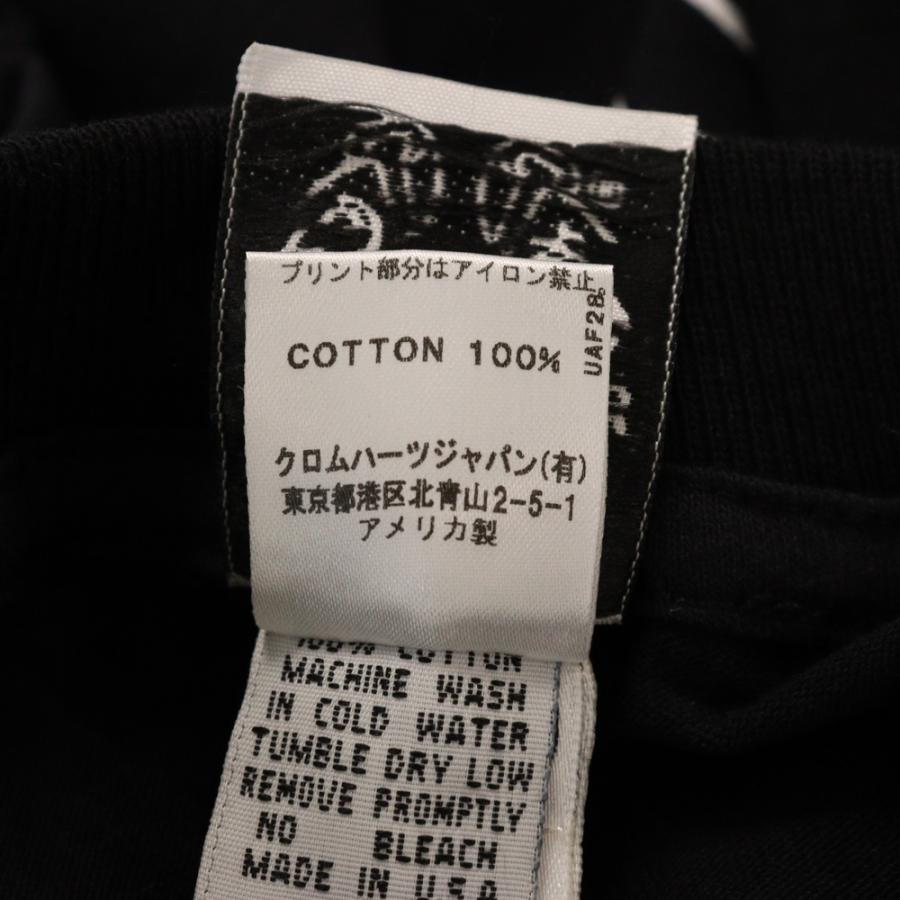 プリント部分はアイロン禁止
UAF28
COTTON 100%
クロムハーツジャパン(有)
東京都港区北青山2-5-1
アメリカ製
100% COTTON
MACHINE WASH
IN COLD WATER
TUMBLE DRY LOW
REMOVE PROMPTLY
NO BLEACH
MADE IN U.S.A